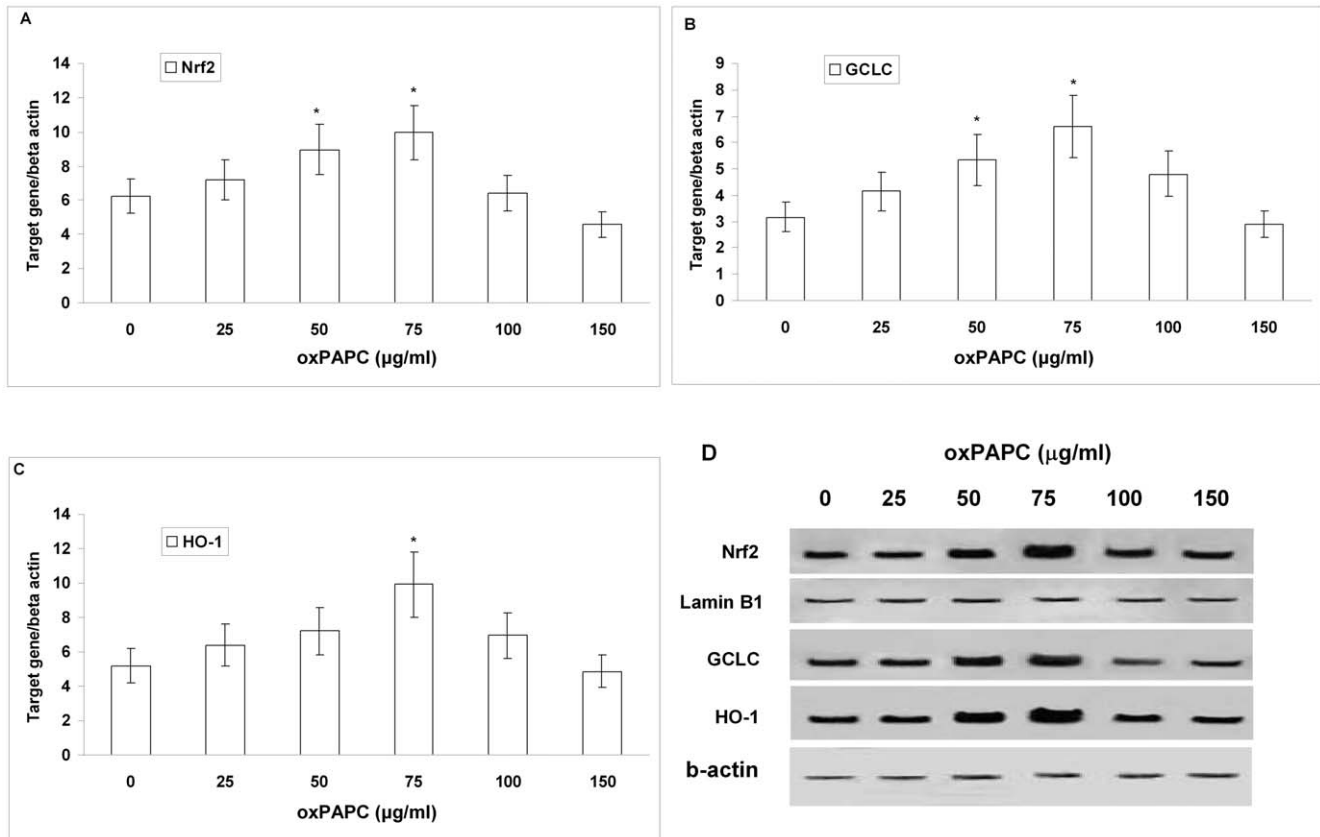 A
Nrf2
Target gene/beta actin
14
12
10
8
6
4
2
0
*
*
0 25 50 75 100 150
oxPAPC (µg/ml)
B
GCLC
Target gene/beta actin
9
8
7
6
5
4
3
2
1
0
*
*
0 25 50 75 100 150
oxPAPC (µg/ml)
C
HO-1
Target gene/beta actin
14
12
10
8
6
4
2
0
*
0 25 50 75 100 150
oxPAPC (µg/ml)
D
oxPAPC (µg/ml)
0 25 50 75 100 150
Nrf2
Lamin B1
GCLC
HO-1
b-actin